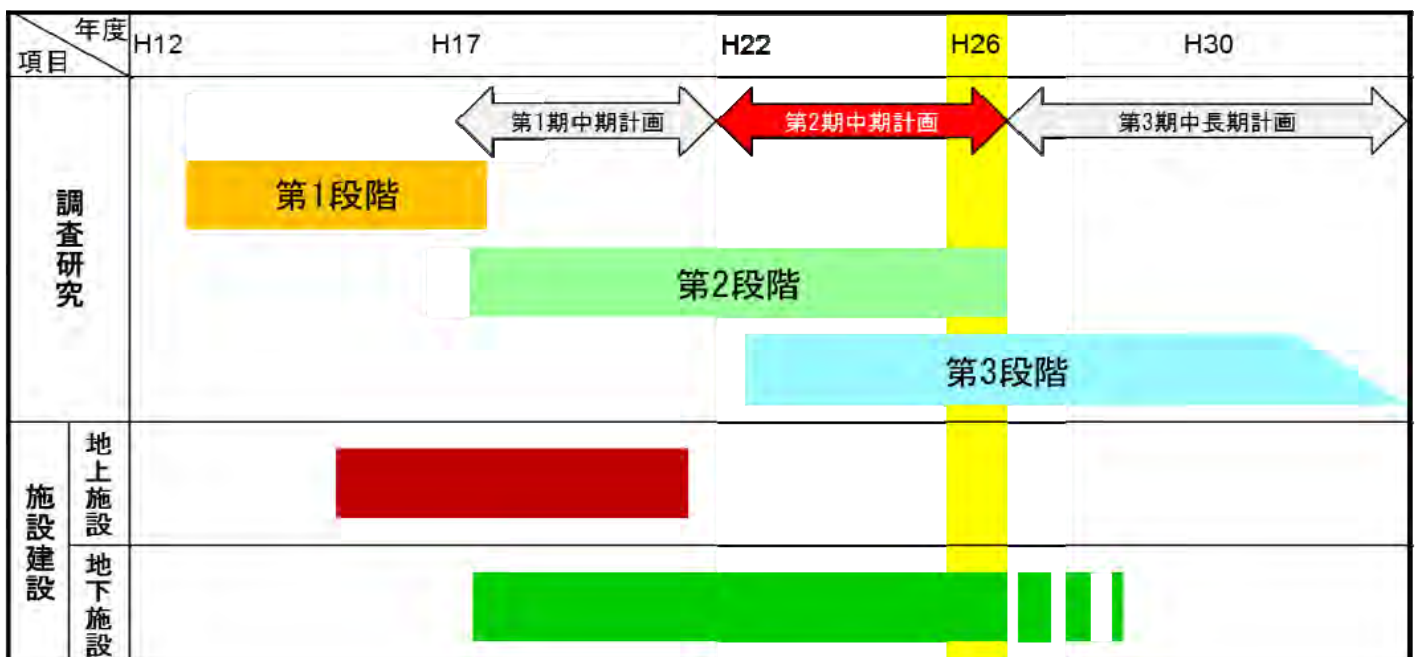 年度
項目
H12 H17 H22 H26 H30
第1期中期計画 第2期中期計画 第3期中長期計画
調査研究
第1段階
第2段階
第3段階
施設建設
地上施設
地下施設